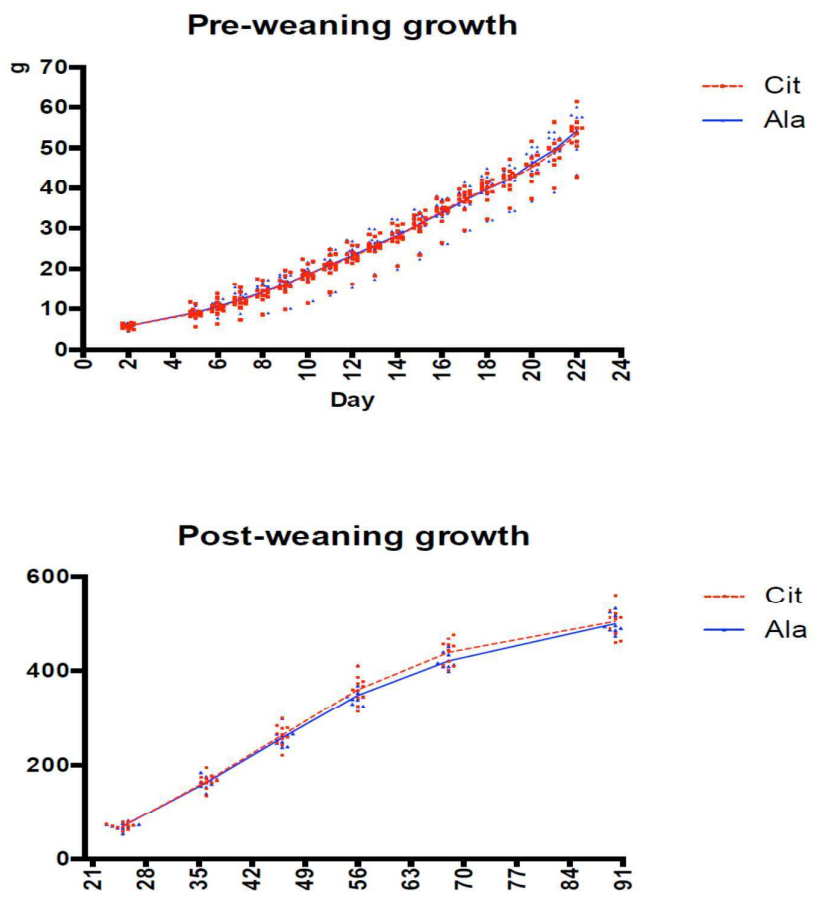 Pre-weaning growth
g
70
60
50
40
30
20
10
0
0 2 4 6 8 10 12 14 16 18 20 22 24
Day
Cit
Ala
Post-weaning growth
600
400
200
0
21 28 35 42 49 56 63 70 77 84 91
Cit
Ala